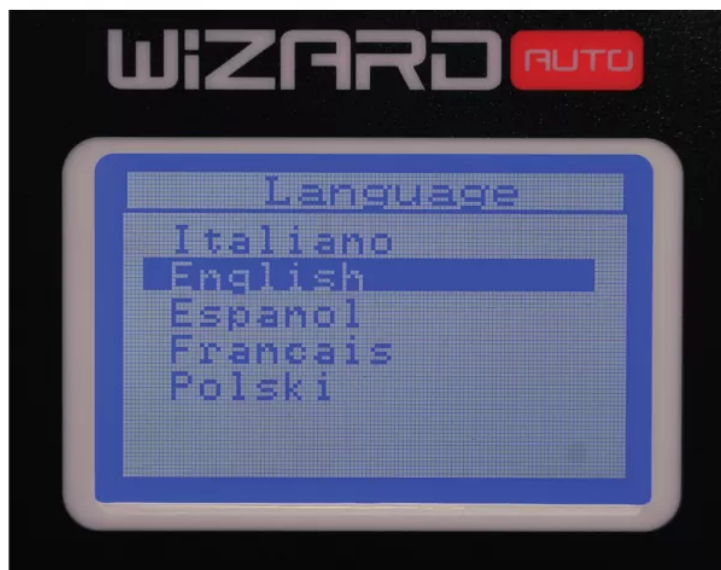 WiZARD AUTO
Language
Italiano
English
Espanol
Francais
Polski